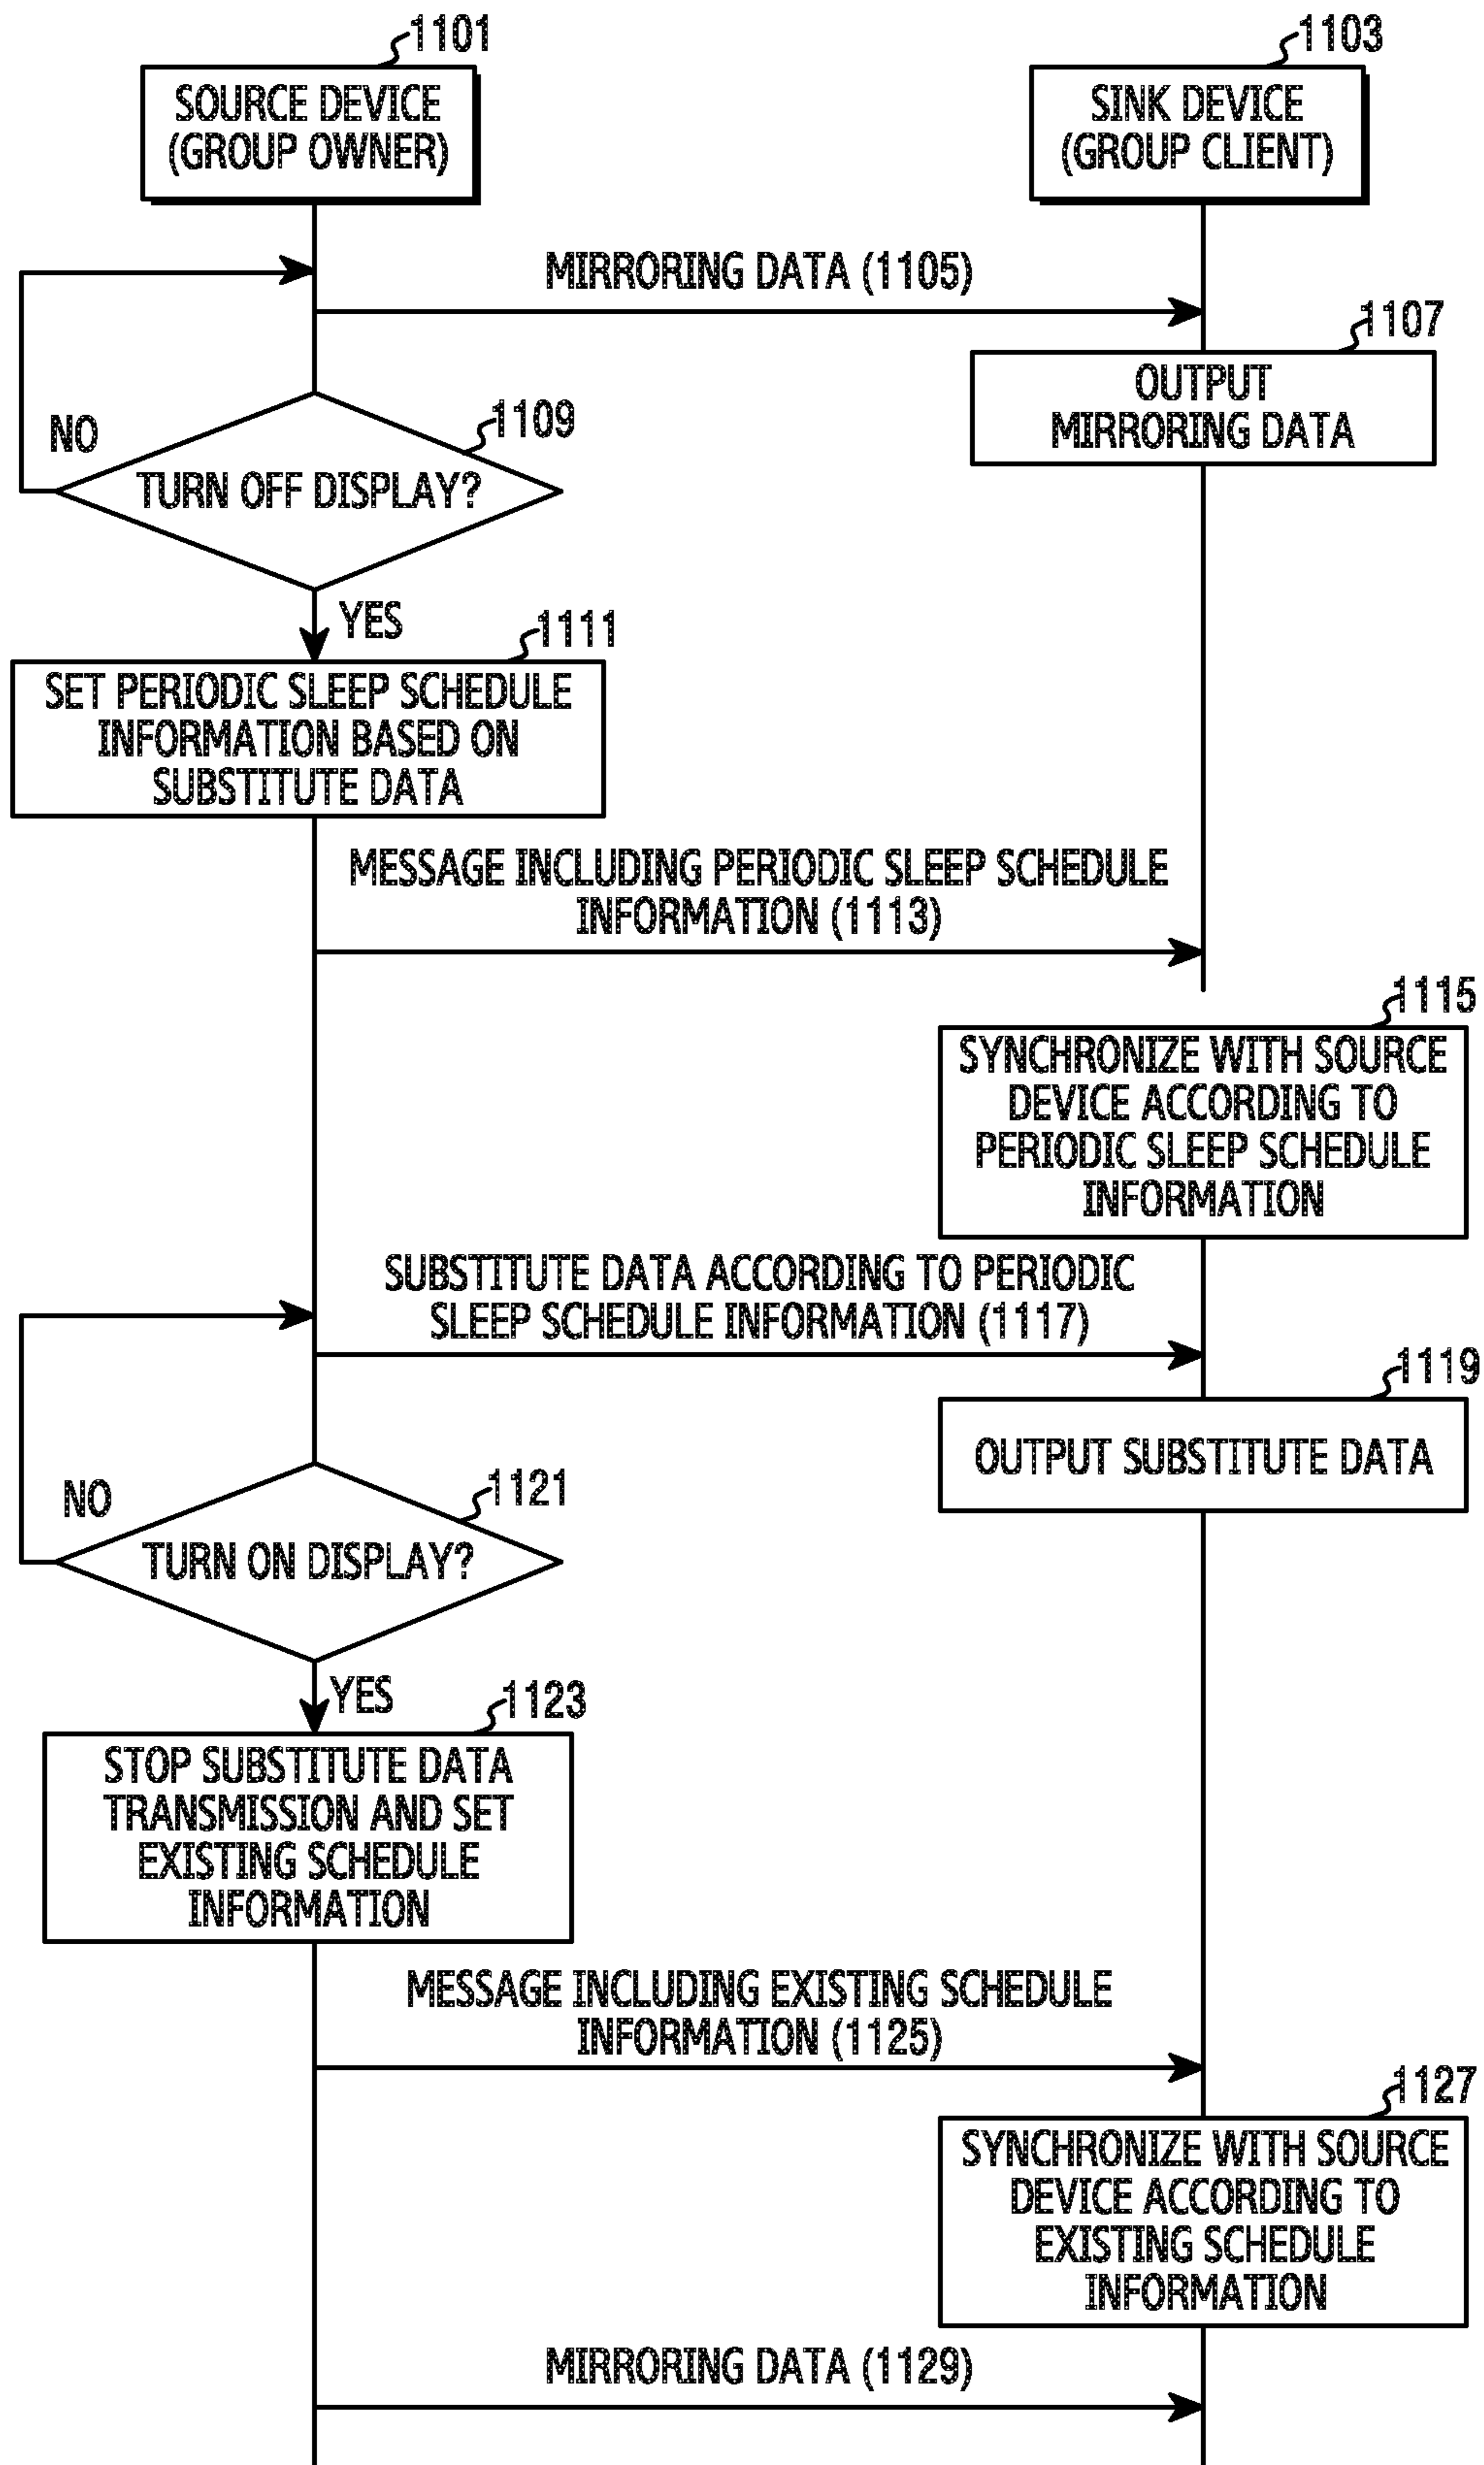 1101
SOURCE DEVICE
(GROUP OWNER)
1103
SINK DEVICE
(GROUP CLIENT)
MIRRORING DATA (1105)
1107
OUTPUT
MIRRORING DATA
1109
NO
TURN OFF DISPLAY?
YES
1111
SET PERIODIC SLEEP SCHEDULE
INFORMATION BASED ON
SUBSTITUTE DATA
MESSAGE INCLUDING PERIODIC SLEEP SCHEDULE
INFORMATION (1113)
1115
SYNCHRONIZE WITH SOURCE
DEVICE ACCORDING TO
PERIODIC SLEEP SCHEDULE
INFORMATION
SUBSTITUTE DATA ACCORDING TO PERIODIC
SLEEP SCHEDULE INFORMATION (1117)
1119
OUTPUT SUBSTITUTE DATA
1121
NO
TURN ON DISPLAY?
YES
1123
STOP SUBSTITUTE DATA
TRANSMISSION AND SET
EXISTING SCHEDULE
INFORMATION
MESSAGE INCLUDING EXISTING SCHEDULE
INFORMATION (1125)
1127
SYNCHRONIZE WITH SOURCE
DEVICE ACCORDING TO
EXISTING SCHEDULE
INFORMATION
MIRRORING DATA (1129)